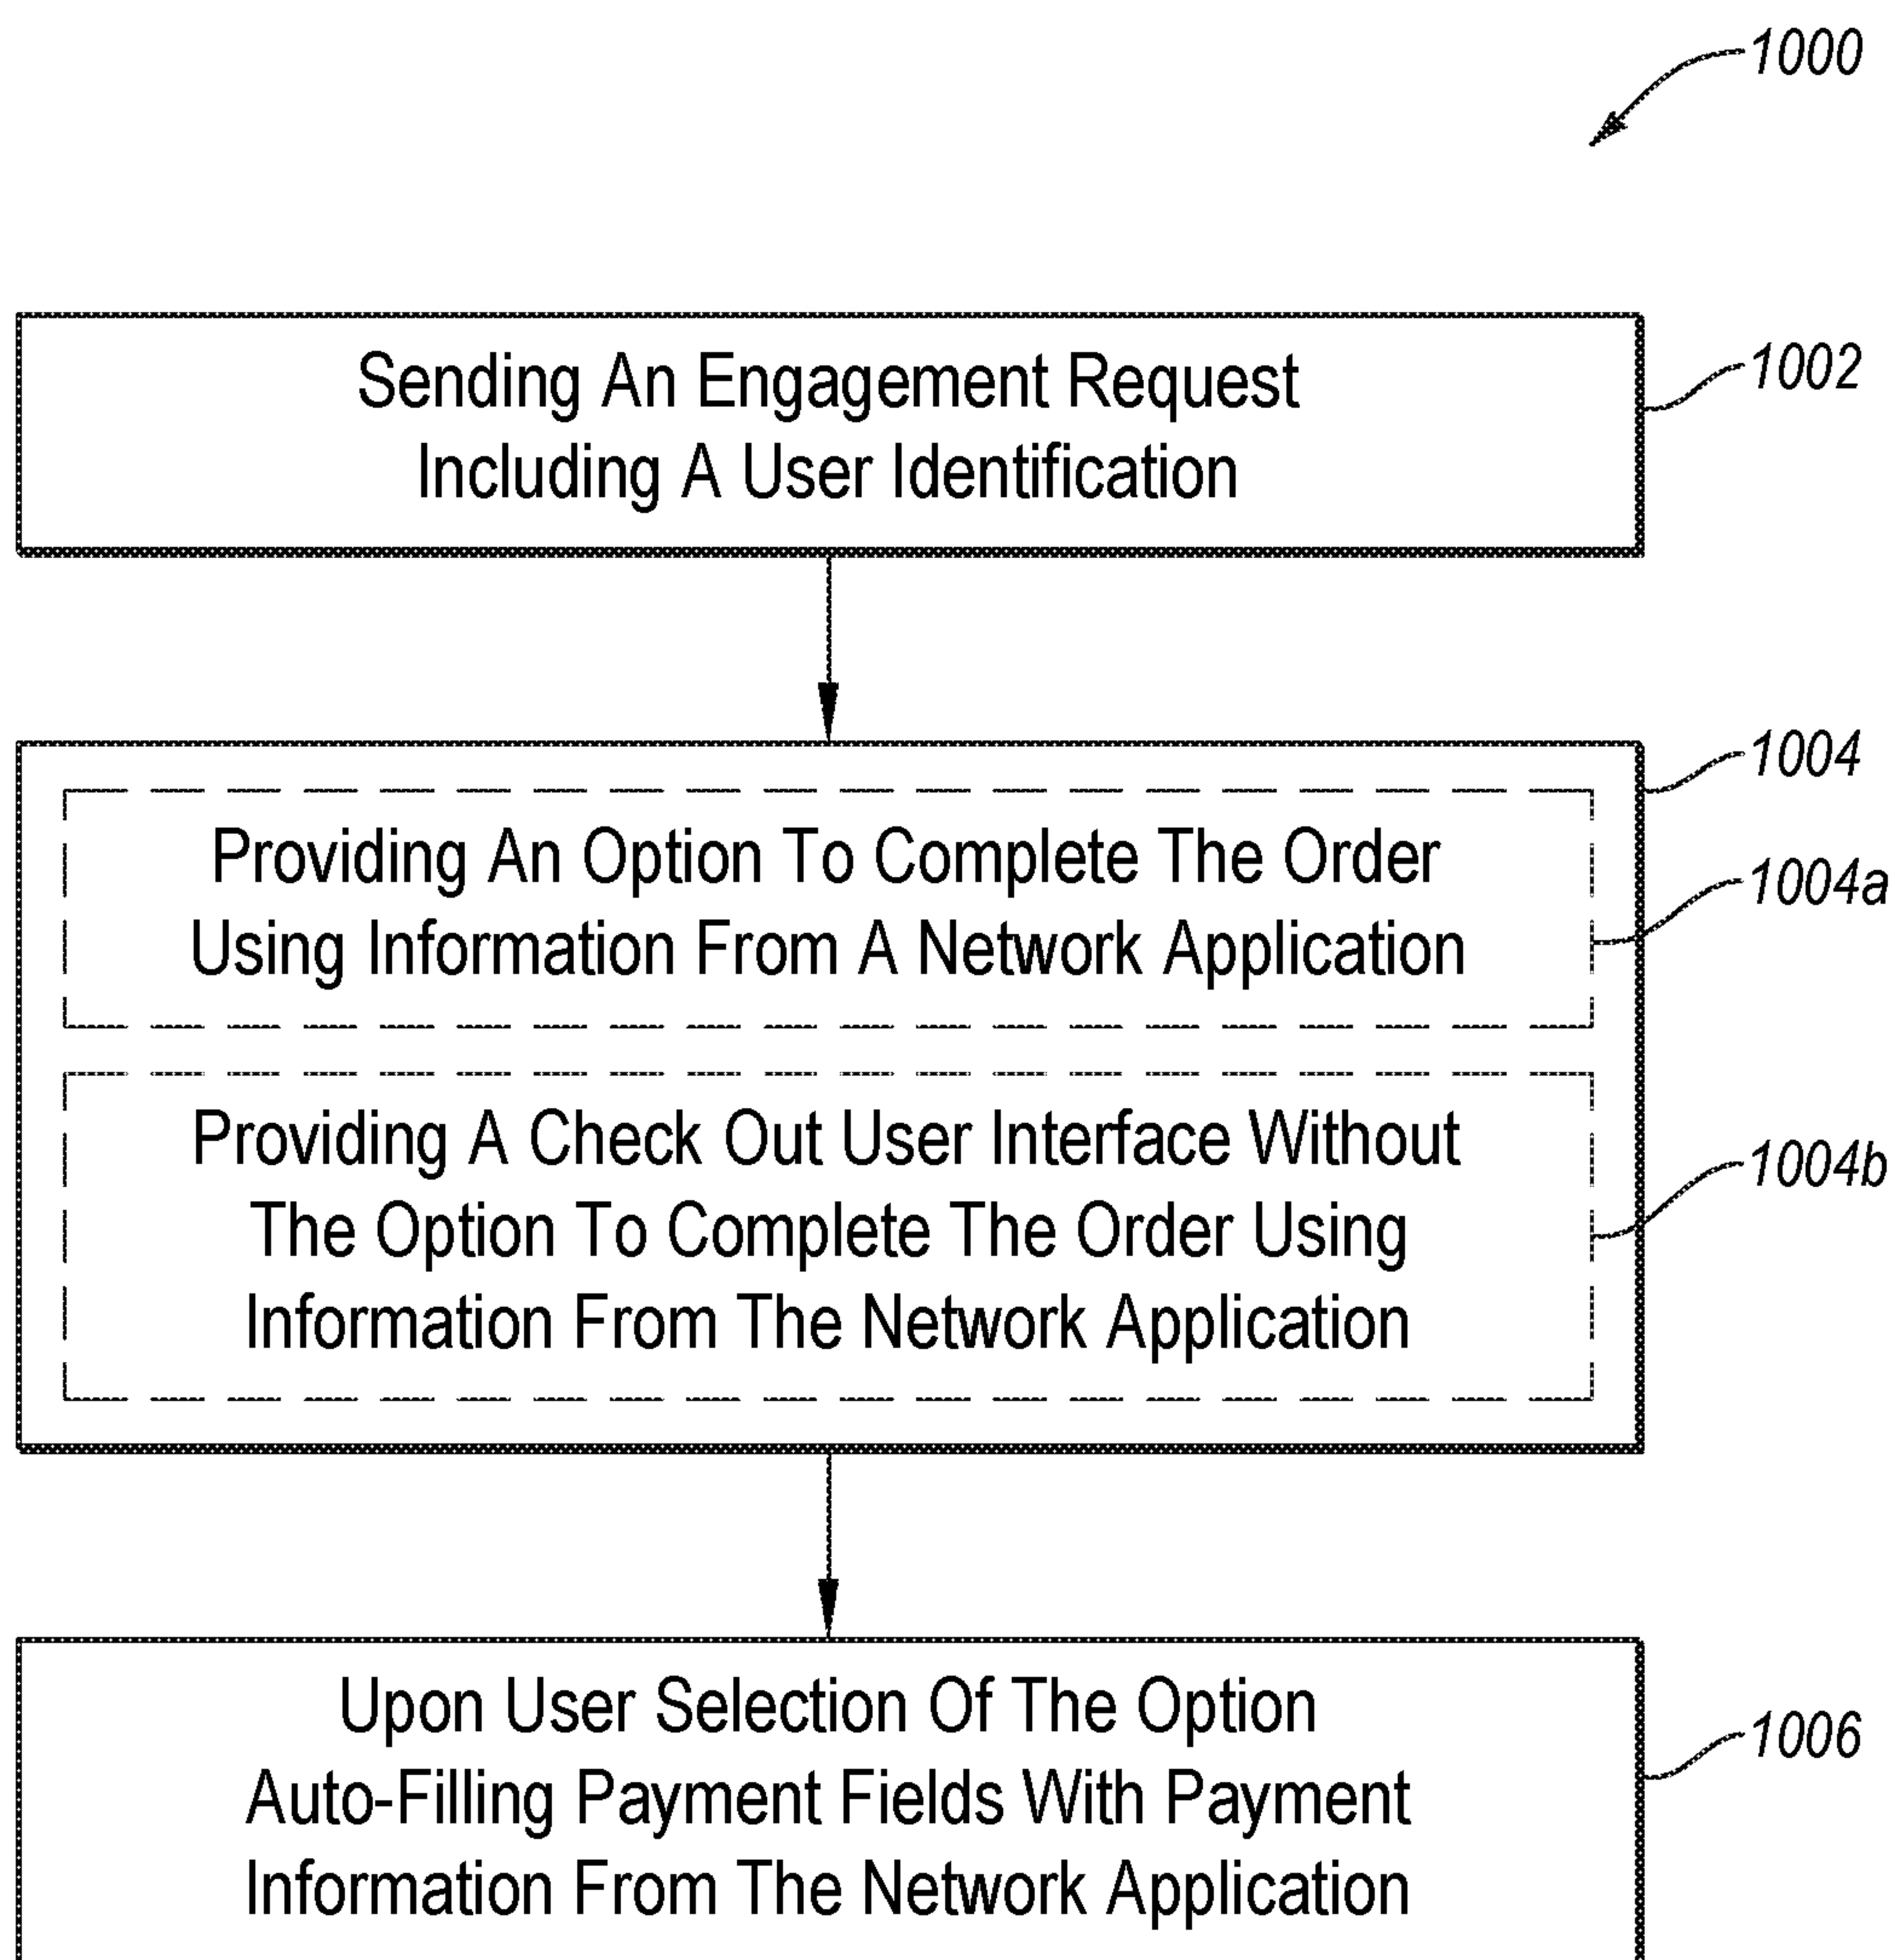 1000
Sending An Engagement Request
Including A User Identification
1002
1004
Providing An Option To Complete The Order
Using Information From A Network Application
1004a
Providing A Check Out User Interface Without
The Option To Complete The Order Using
Information From The Network Application
1004b
Upon User Selection Of The Option
Auto-Filling Payment Fields With Payment
Information From The Network Application
1006